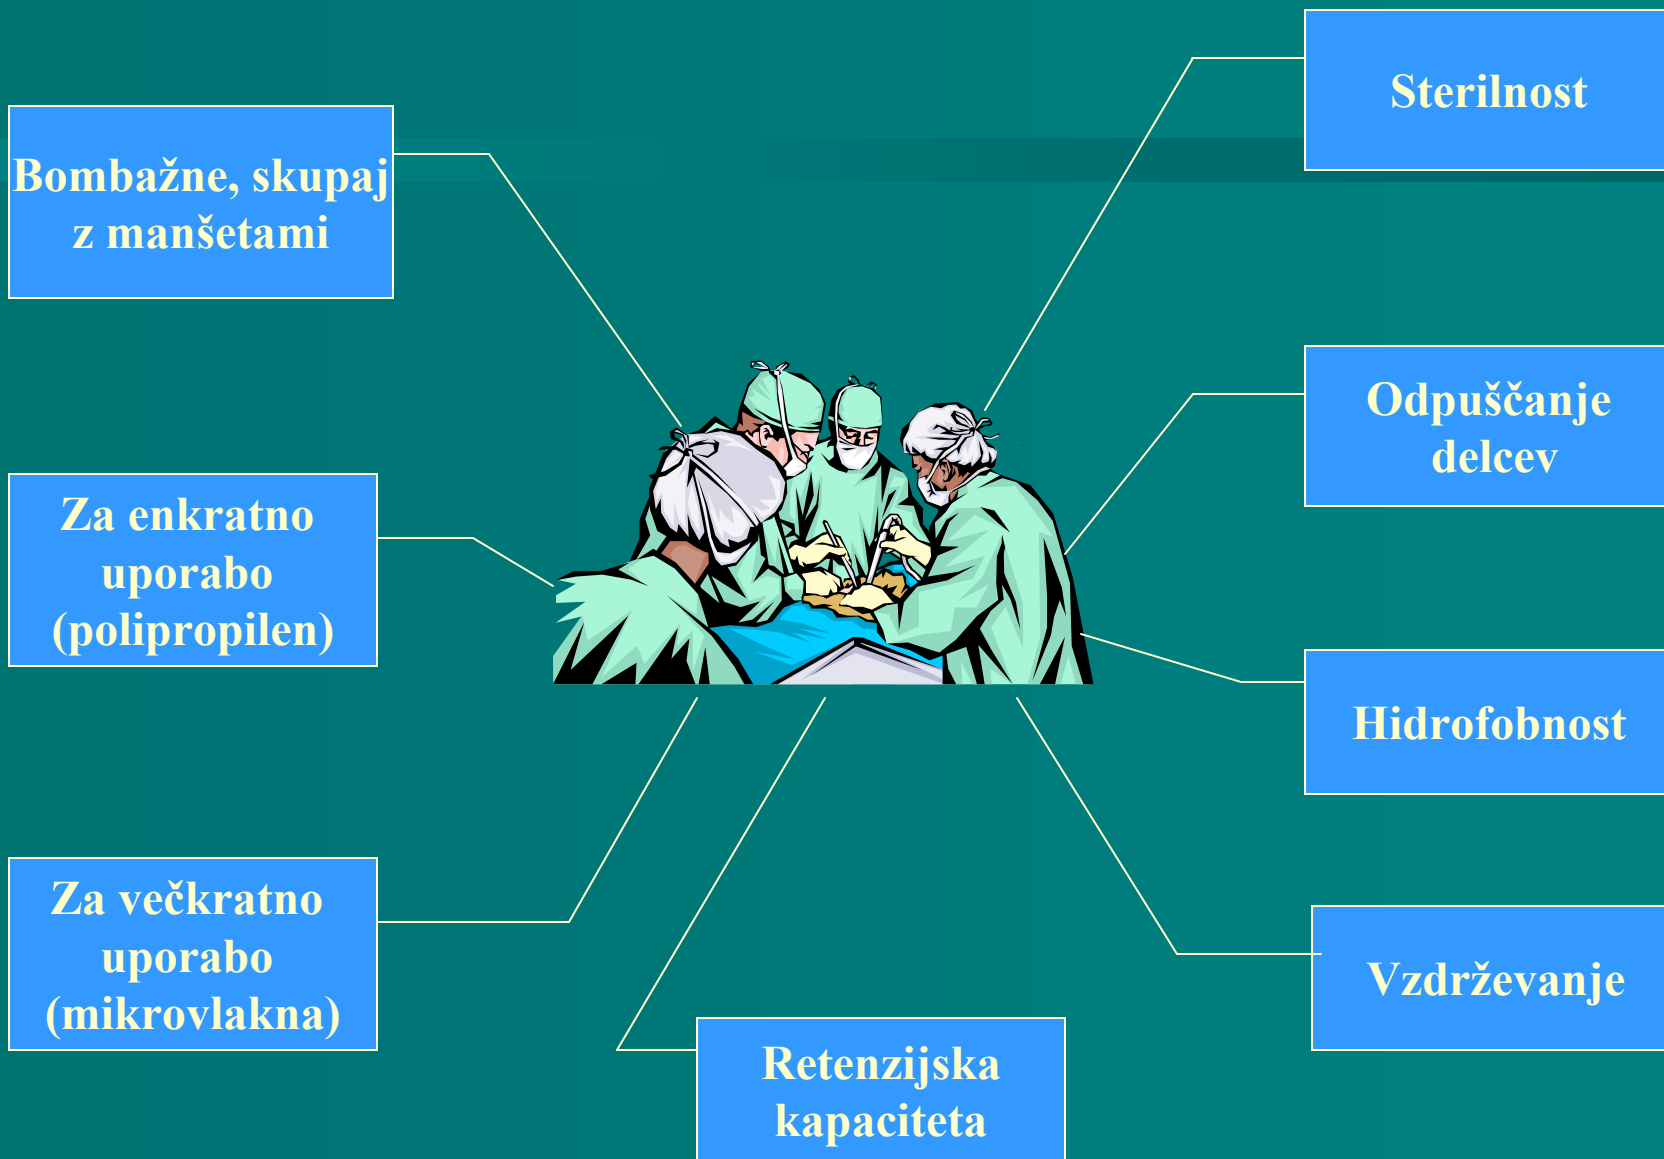 Bombažne, skupaj
z manšetami
Za enkratno
uporabo
(polipropilen)
Za večkratno
uporabo
(mikrovlakna)
Retenzijska
kapaciteta
Sterilnost
Odpuščanje
delcev
Hidrofobnost
Vzdrževanje